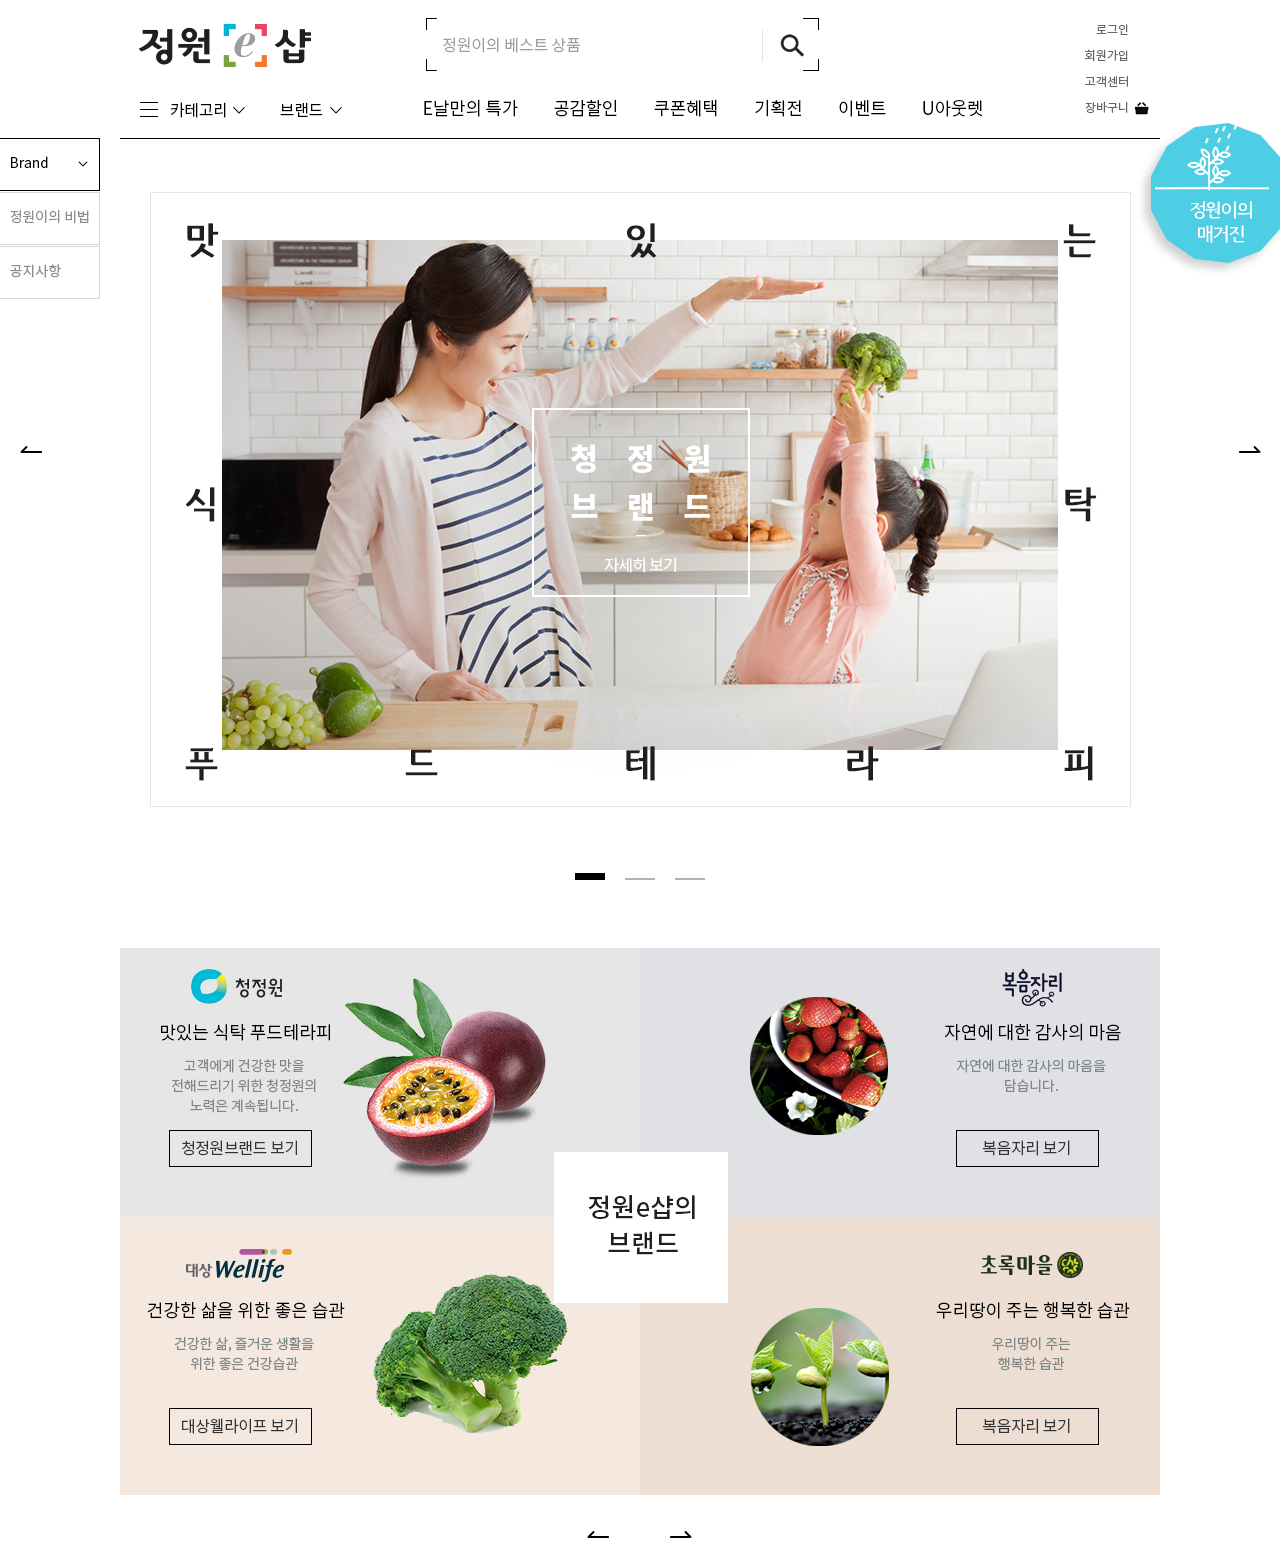 정원 e 샵
정원이의 베스트 상품
로그인
회원가입
고객센터
장바구니
카테고리
브랜드
E날만의 특가
공감할인
쿠폰혜택
기획전
이벤트
U아웃렛
Brand
정원이의 비법
공지사항
정원이의
매거진
맛 있 는
식 탁
푸 드 테 라 피
청 정 원
브 랜 드
자세히 보기
청정원
맛있는 식탁 푸드테라피
고객에게 건강한 맛을
전해드리기 위한 청정원의
노력은 계속됩니다.
청정원브랜드 보기
복음자리
자연에 대한 감사의 마음
자연에 대한 감사의 마음을
담습니다.
복음자리 보기
정원e샵의
브랜드
대상 Wellife
건강한 삶을 위한 좋은 습관
건강한 삶, 즐거운 생활을
위한 좋은 건강습관
대상웰라이프 보기
초록마을
우리땅이 주는 행복한 습관
우리땅이 주는
행복한 습관
복음자리 보기